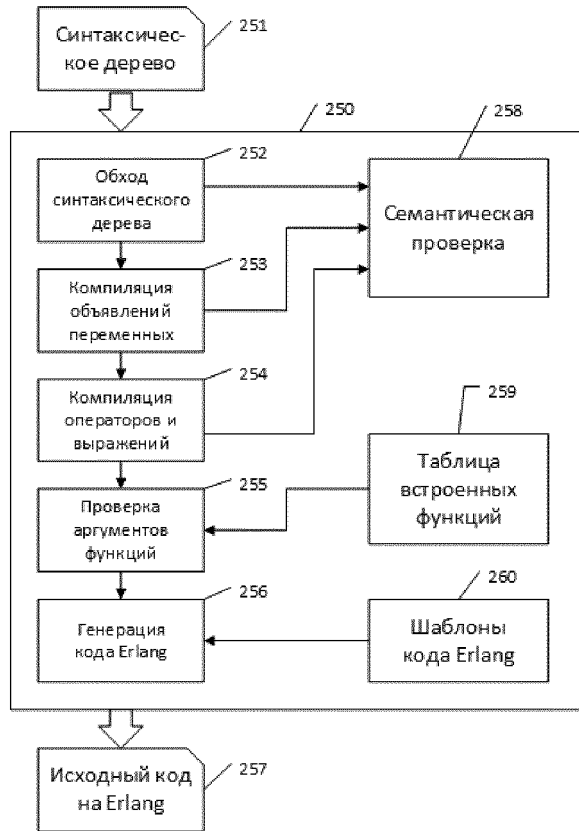 Синтаксичес-
кое дерево
251
250
258
252
Обход
синтаксического
дерева
Семантическая
проверка
253
Компиляция
объявлений
переменных
254
Компиляция
операторов и
выражений
259
Таблица
встроенных
функций
255
Проверка
аргументов
функций
256
Генерация
кода Erlang
260
Шаблоны
кода Erlang
Исходный код
на Erlang
257